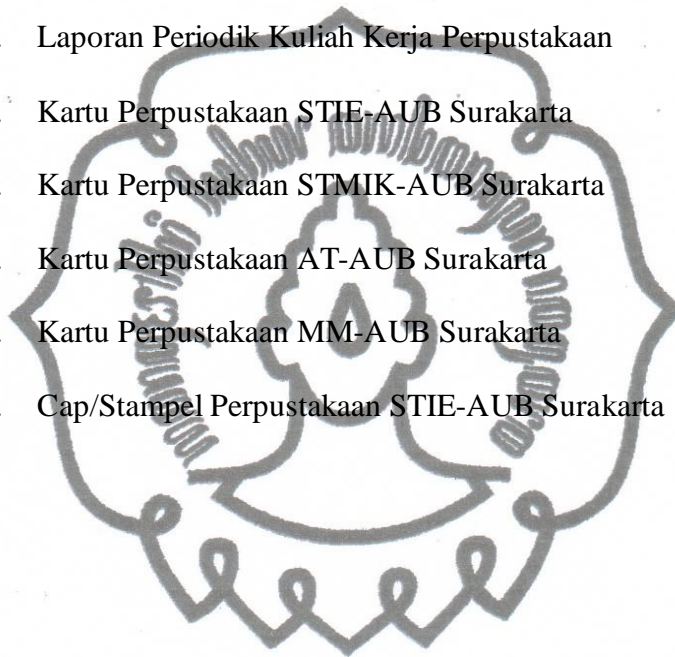 . Laporan Periodik Kuliah Kerja Perpustakaan
. Kartu Perpustakaan STIE-AUB Surakarta
. Kartu Perpustakaan STMIK-AUB Surakarta
. Kartu Perpustakaan AT-AUB Surakarta
. Kartu Perpustakaan MM-AUB Surakarta
. Cap/Stampel Perpustakaan STIE-AUB Surakarta